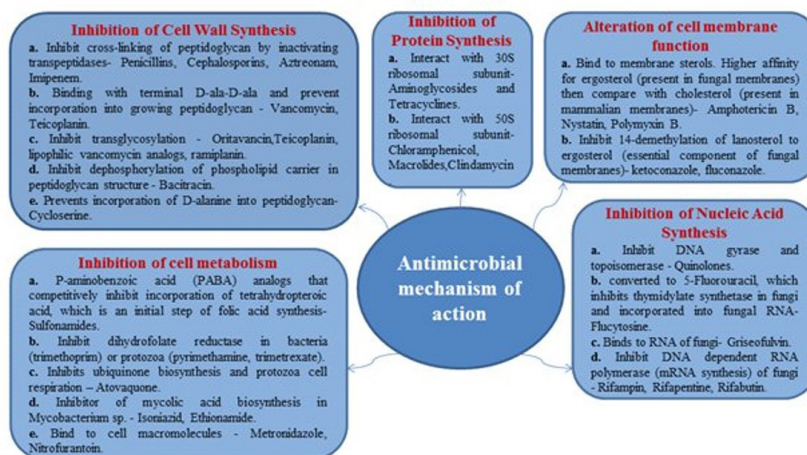 Inhibition of Cell Wall Synthesis
a. Inhibit cross-linking of peptidoglycan by inactivating
transpeptidases- Penicillins, Cephalosporins, Aztreonam,
Imipenem.
b. Binding with terminal D-ala-D-ala and prevent
incorporation into growing peptidoglycan - Vancomycin,
Teicoplanin.
c. Inhibit transglycosylation - Oritavancin,Teicoplanin,
lipophilic vancomycin analogs, ramiplanin.
d. Inhibit dephosphorylation of phospholipid carrier in
peptidoglycan structure - Bacitracin.
e. Prevents incorporation of D-alanine into peptidoglycan-
Cycloserine.
Inhibition of
Protein Synthesis
a. Interact with 30S
ribosomal subunit-
Aminoglycosides and
Tetracyclines.
b. Interact with 50S
ribosomal subunit-
Chloramphenicol,
Macrolides,Clindamycin
Alteration of cell membrane
function
a. Bind to membrane sterols. Higher affinity
for ergosterol (present in fungal membranes)
then compare with cholesterol (present in
mammalian membranes)- Amphotericin B,
Nystatin, Polymyxin B.
b. Inhibit 14-demethylation of lanosterol to
ergosterol (essential component of fungal
membranes)- ketoconazole, fluconazole.
Antimicrobial
mechanism of
action
Inhibition of cell metabolism
a. P-aminobenzoic acid (PABA) analogs that
competitively inhibit incorporation of tetrahydropteroic
acid, which is an initial step of folic acid synthesis-
Sulfonamides.
b. Inhibit dihydrofolate reductase in bacteria
(trimethoprim) or protozoa (pyrimethamine, trimetrexate).
c. Inhibits ubiquinone biosynthesis and protozoa cell
respiration – Atovaquone.
d. Inhibitor of mycolic acid biosynthesis in
Mycobacterium sp. - Isoniazid, Ethionamide.
e. Bind to cell macromolecules - Metronidazole,
Nitrofurantoin.
Inhibition of Nucleic Acid
Synthesis
a. Inhibit DNA gyrase and
topoisomerase - Quinolones.
b. converted to 5-Fluorouracil, which
inhibits thymidylate synthetase in fungi
and incorporated into fungal RNA-
Flucytosine.
c. Binds to RNA of fungi- Griseofulvin.
d. Inhibit DNA dependent RNA
polymerase (mRNA synthesis) of fungi
- Rifampin, Rifapentine, Rifabutin.